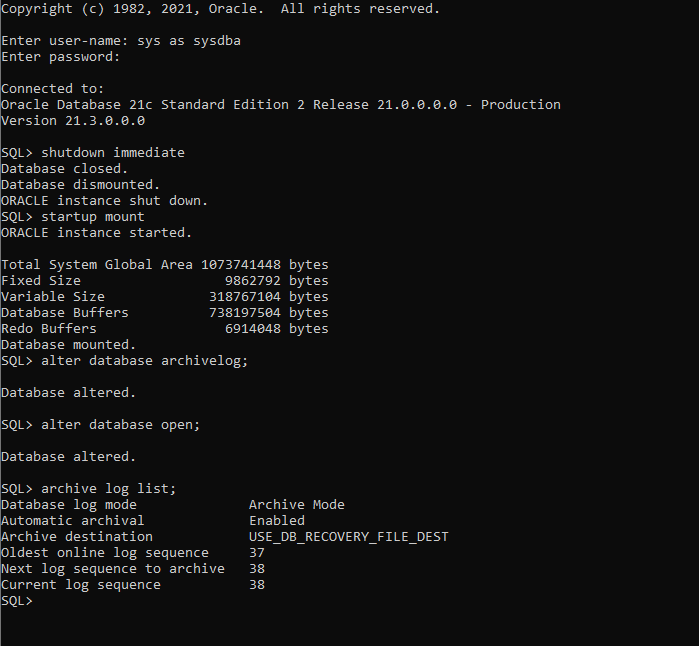 Copyright (c) 1982, 2021, Oracle.  All rights reserved.
Enter user-name: sys as sysdba
Enter password:
Connected to:
Oracle Database 21c Standard Edition 2 Release 21.0.0.0.0 - Production
Version 21.3.0.0.0
SQL> shutdown immediate
Database closed.
Database dismounted.
ORACLE instance shut down.
SQL> startup mount
ORACLE instance started.
Total System Global Area 1073741448 bytes
Fixed Size                  9862792 bytes
Variable Size             318767104 bytes
Database Buffers          738197504 bytes
Redo Buffers                6914048 bytes
Database mounted.
SQL> alter database archivelog;
Database altered.
SQL> alter database open;
Database altered.
SQL> archive log list;
Database log mode              Archive Mode
Automatic archival             Enabled
Archive destination            USE_DB_RECOVERY_FILE_DEST
Oldest online log sequence     37
Next log sequence to archive   38
Current log sequence           38
SQL>